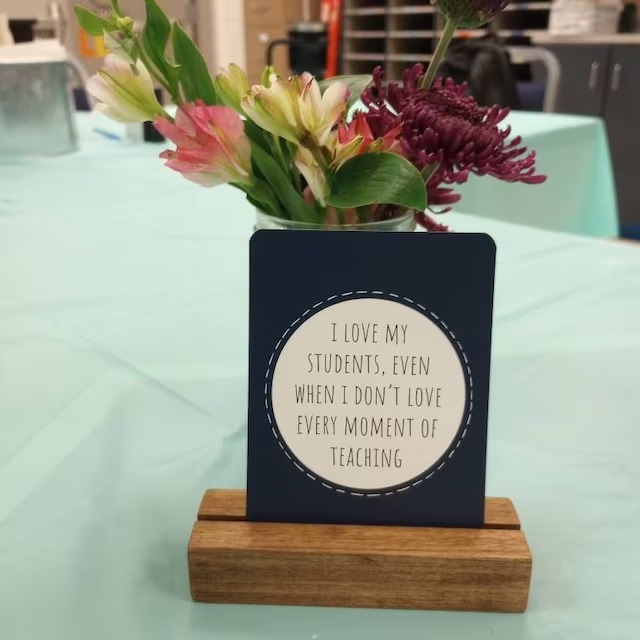 I LOVE MY
STUDENTS, EVEN
WHEN I DON'T LOVE
EVERY MOMENT OF
TEACHING